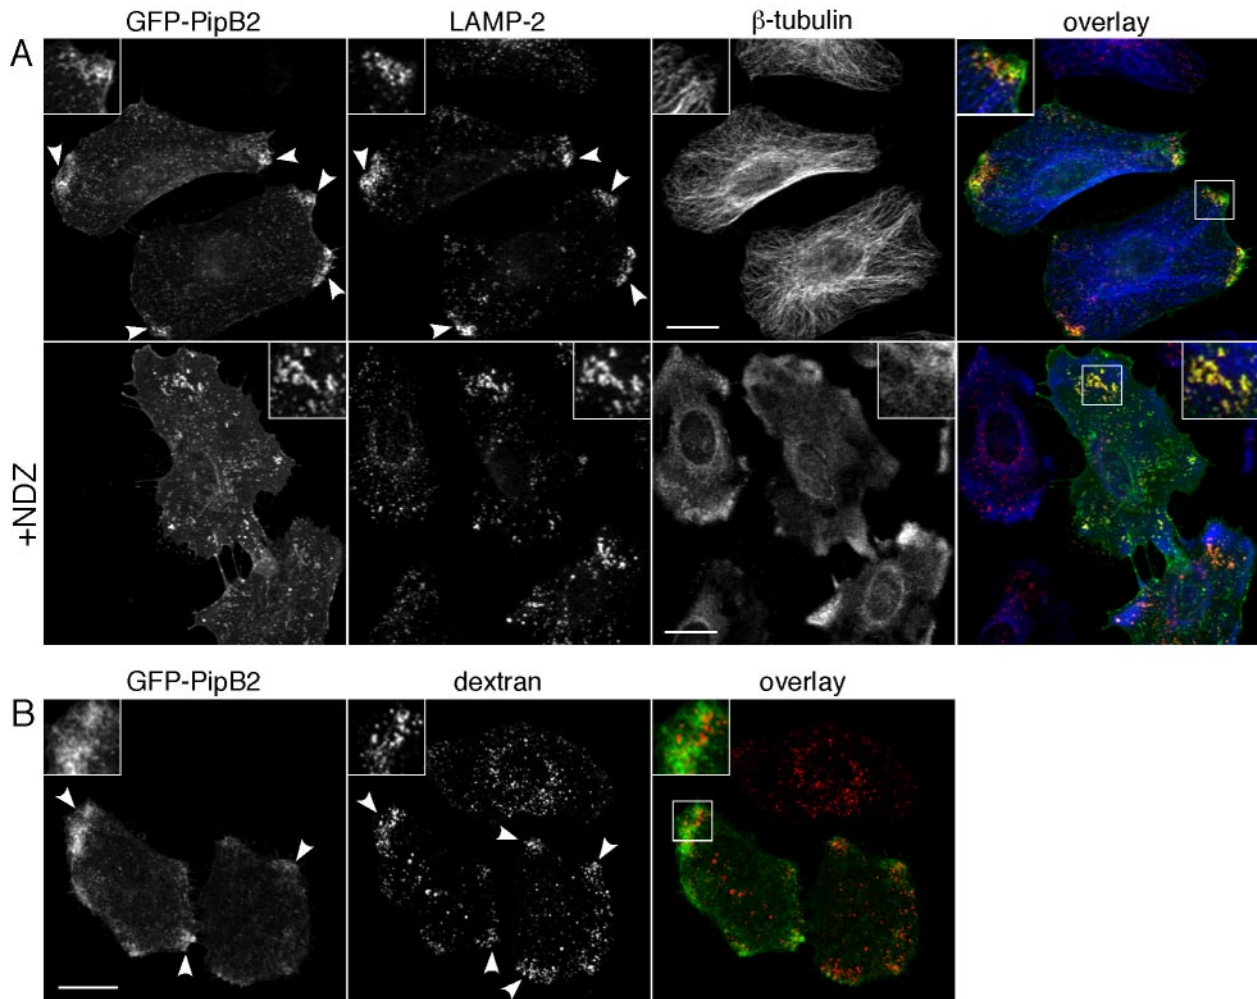 GFP-PipB2 LAMP-2 β-tubulin overlay
A
+NDZ
GFP-PipB2 dextran overlay
B